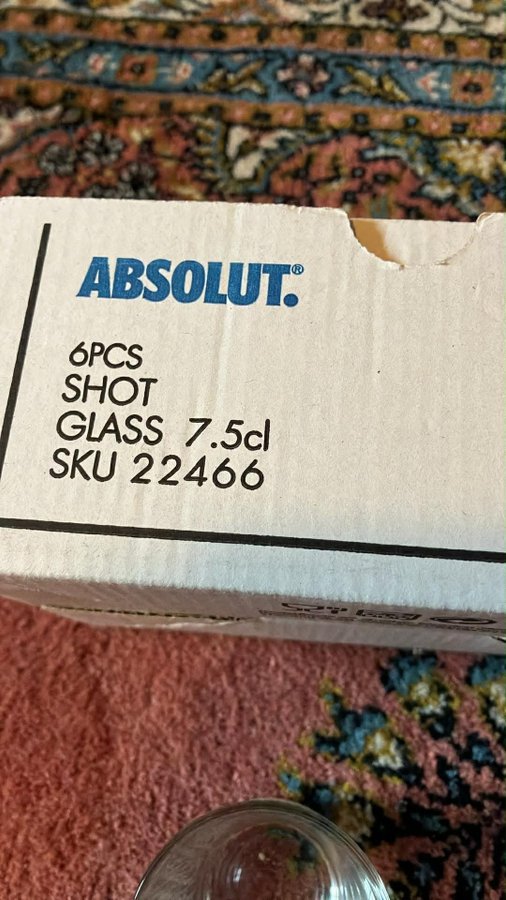 ABSOLUT.®
6PCS
SHOT
GLASS 7.5cl
SKU 22466